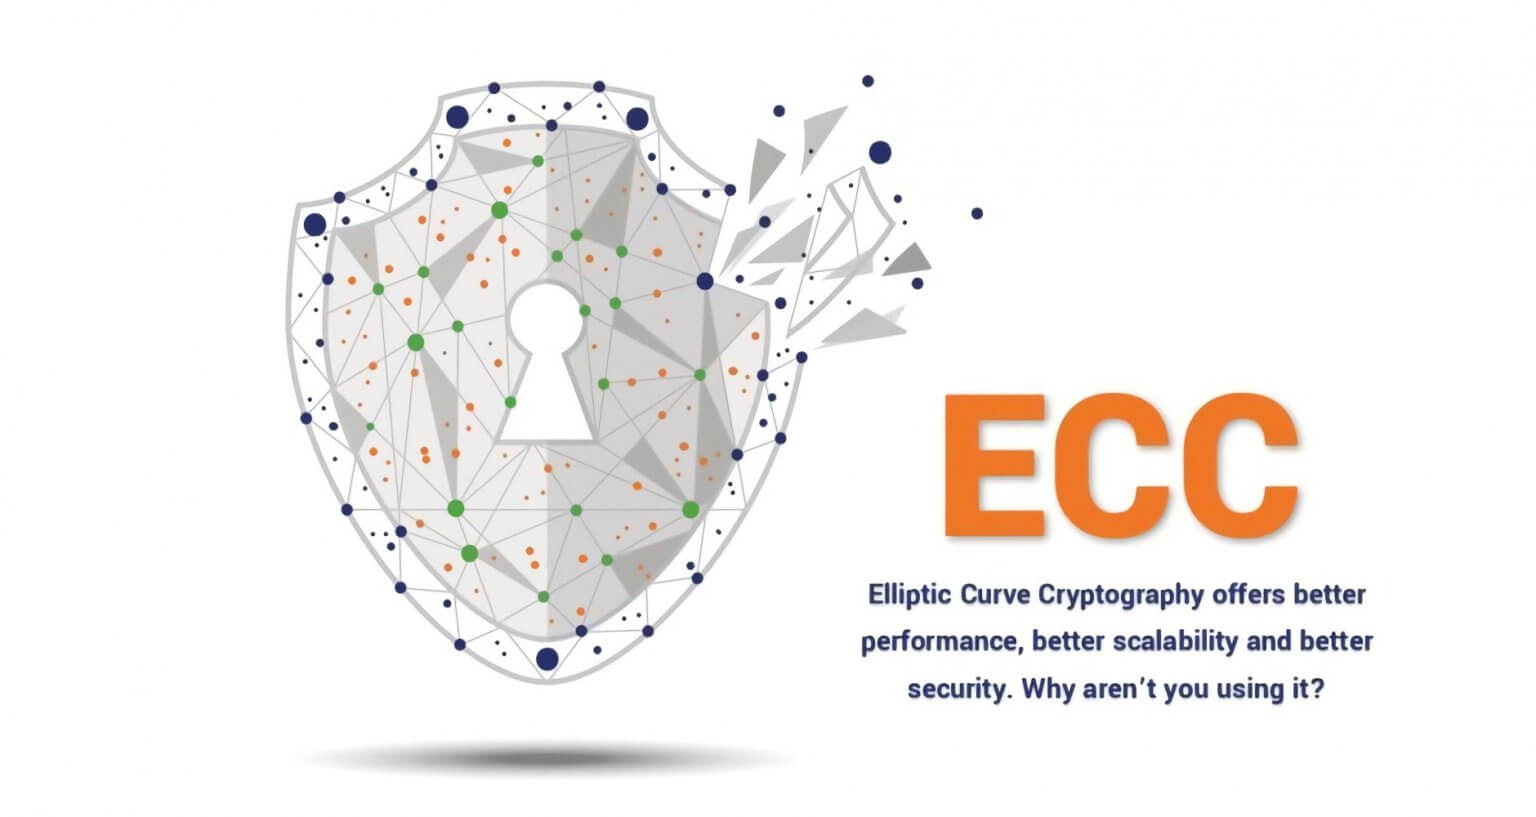 ECC
Elliptic Curve Cryptography offers better
performance, better scalability and better
security. Why aren't you using it?